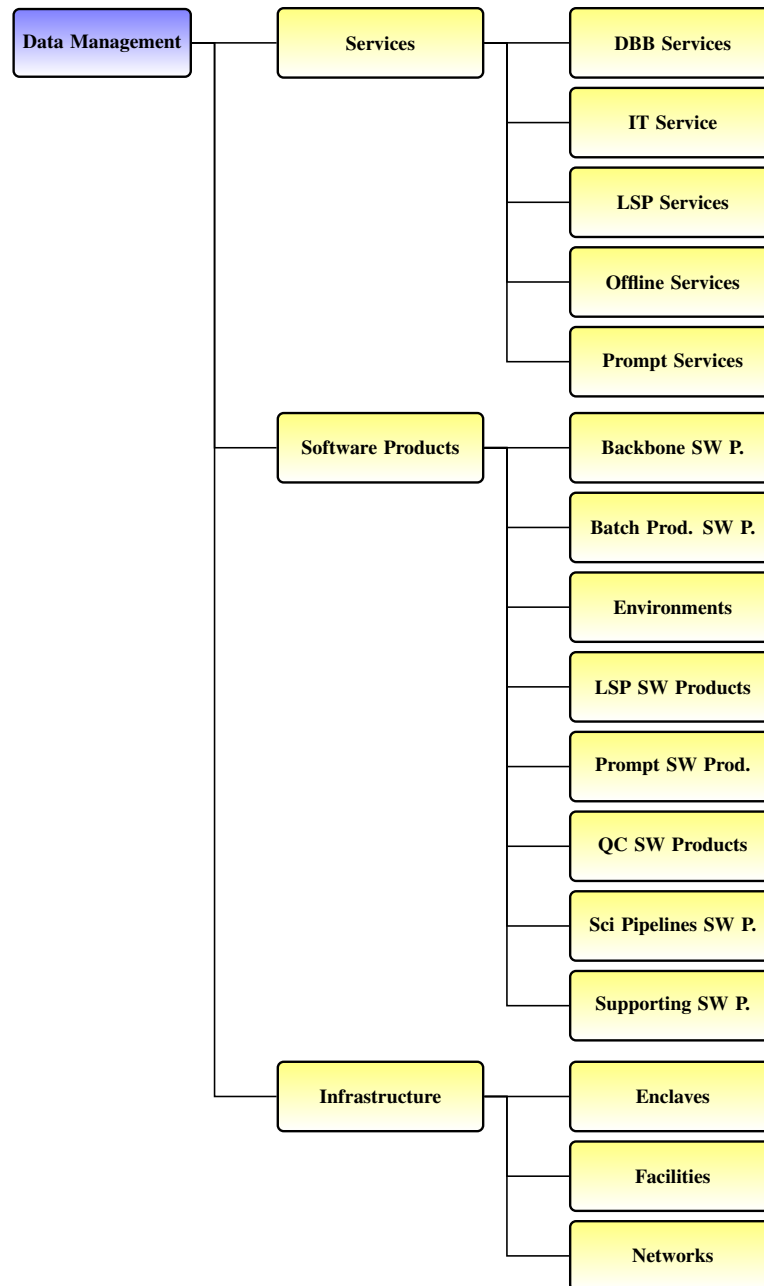 Data Management
Services
DBB Services
IT Service
LSP Services
Offline Services
Prompt Services
Software Products
Backbone SW P.
Batch Prod. SW P.
Environments
LSP SW Products
Prompt SW Prod.
QC SW Products
Sci Pipelines SW P.
Supporting SW P.
Infrastructure
Enclaves
Facilities
Networks